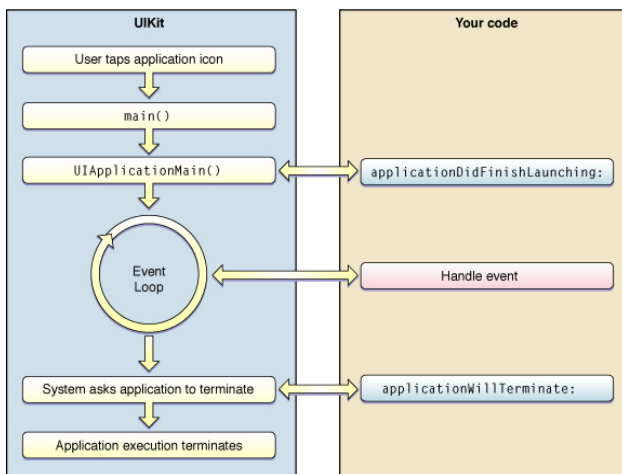 UIKit
Your code
User taps application icon
main()
UIApplicationMain()
applicationDidFinishLaunching:
Event
Loop
Handle event
System asks application to terminate
applicationWillTerminate:
Application execution terminates